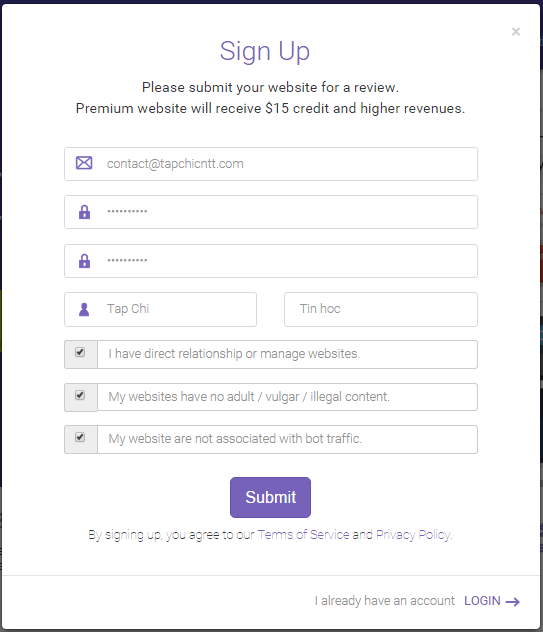 ×
Sign Up
Please submit your website for a review.
Premium website will receive $15 credit and higher revenues.
contact@tapchicntt.com
••••••••••
••••••••••
Tap Chi
Tin hoc
I have direct relationship or manage websites.
My websites have no adult / vulgar / illegal content.
My website are not associated with bot traffic.
Submit
By signing up, you agree to our Terms of Service and Privacy Policy.
I already have an account LOGIN →